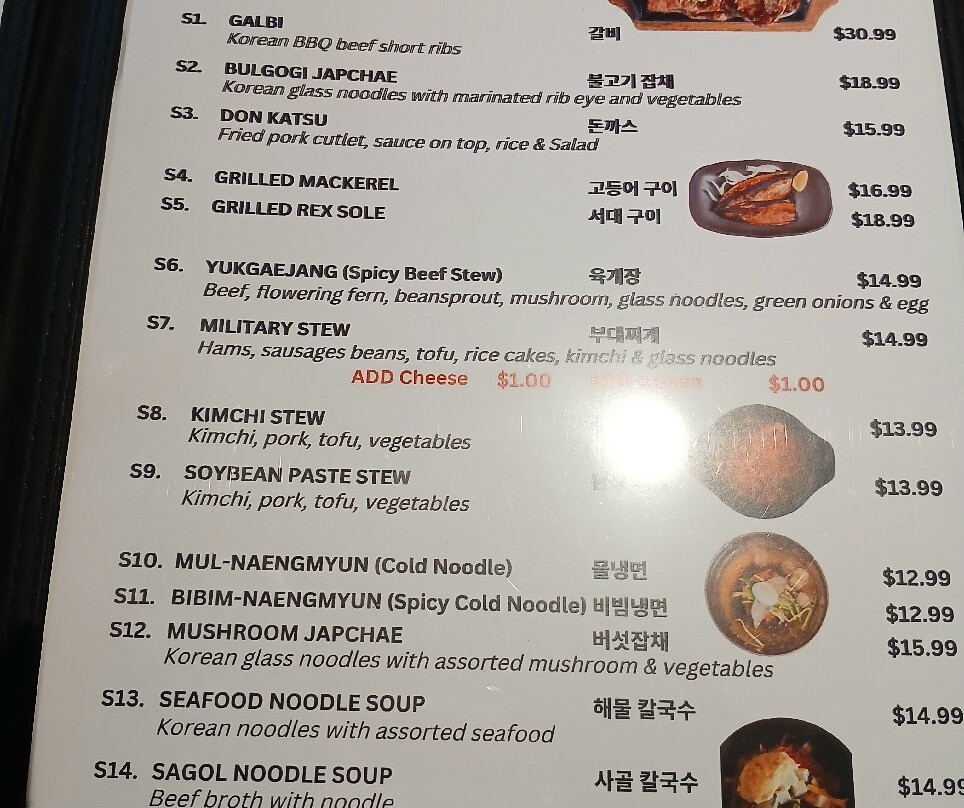 S1. GALBI 갈비 $30.99
Korean BBQ beef short ribs
S2. BULGOGI JAPCHAE 불고기 잡채 $18.99
Korean glass noodles with marinated rib eye and vegetables
S3. DON KATSU 돈까스 $15.99
Fried pork cutlet, sauce on top, rice & Salad
S4. GRILLED MACKEREL 고등어 구이 $16.99
S5. GRILLED REX SOLE 서대 구이 $18.99
S6. YUKGAEJANG (Spicy Beef Stew) 육개장 $14.99
Beef, flowering fern, beansprout, mushroom, glass noodles, green onions & egg
S7. MILITARY STEW 부대찌개 $14.99
Hams, sausages beans, tofu, rice cakes, kimchi & glass noodles
ADD Cheese $1.00 $1.00
S8. KIMCHI STEW $13.99
Kimchi, pork, tofu, vegetables
S9. SOYBEAN PASTE STEW $13.99
Kimchi, pork, tofu, vegetables
S10. MUL-NAENGMYUN (Cold Noodle) 물냉면 $12.99
S11. BIBIM-NAENGMYUN (Spicy Cold Noodle) 비빔냉면 $12.99
S12. MUSHROOM JAPCHAE 버섯잡채 $15.99
Korean glass noodles with assorted mushroom & vegetables
S13. SEAFOOD NOODLE SOUP 해물 칼국수 $14.99
Korean noodles with assorted seafood
S14. SAGOL NOODLE SOUP 사골 칼국수 $14.99
Beef broth with noodle